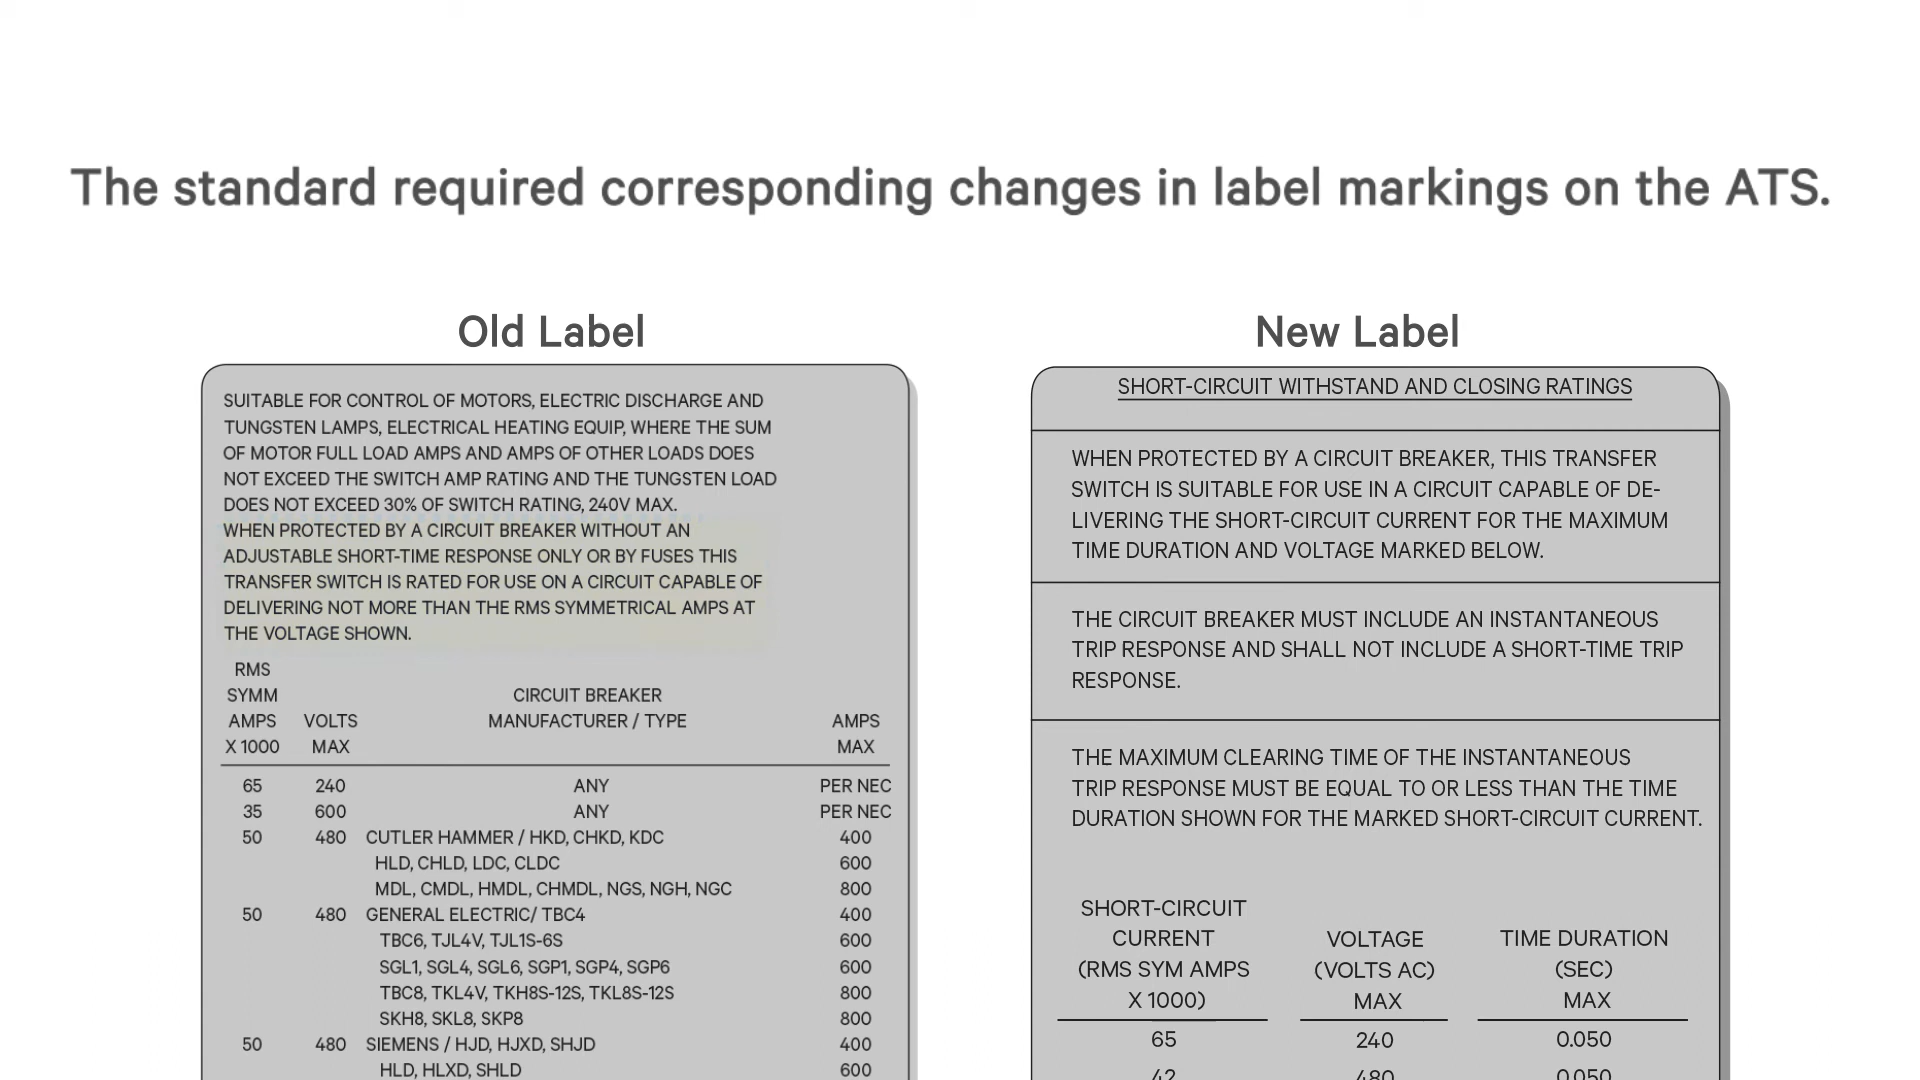 The standard required corresponding changes in label markings on the ATS.
Old Label
SUITABLE FOR CONTROL OF MOTORS, ELECTRIC DISCHARGE AND
TUNGSTEN LAMPS, ELECTRICAL HEATING EQUIP, WHERE THE SUM
OF MOTOR FULL LOAD AMPS AND AMPS OF OTHER LOADS DOES
NOT EXCEED THE SWITCH AMP RATING AND THE TUNGSTEN LOAD
DOES NOT EXCEED 30% OF SWITCH RATING, 240V MAX.
WHEN PROTECTED BY A CIRCUIT BREAKER WITHOUT AN
ADJUSTABLE SHORT-TIME RESPONSE ONLY OR BY FUSES THIS
TRANSFER SWITCH IS RATED FOR USE ON A CIRCUIT CAPABLE OF
DELIVERING NOT MORE THAN THE RMS SYMMETRICAL AMPS AT
THE VOLTAGE SHOWN.
RMS
SYMM CIRCUIT BREAKER
AMPS VOLTS MANUFACTURER / TYPE AMPS
X 1000 MAX MAX
65 240 ANY PER NEC
35 600 ANY PER NEC
50 480 CUTLER HAMMER / HKD, CHKD, KDC 400
HLD, CHLD, LDC, CLDC 600
MDL, CMDL, HMDL, CHMDL, NGS, NGH, NGC 800
50 480 GENERAL ELECTRIC/ TBC4 400
TBC6, TJL4V, TJL1S-6S 600
SGL1, SGL4, SGL6, SGP1, SGP4, SGP6 600
TBC8, TKL4V, TKH8S-12S, TKL8S-12S 800
SKH8, SKL8, SKP8 800
50 480 SIEMENS / HJD, HJXD, SHJD 400
HLD, HLXD, SHLD 600
New Label
SHORT-CIRCUIT WITHSTAND AND CLOSING RATINGS
WHEN PROTECTED BY A CIRCUIT BREAKER, THIS TRANSFER
SWITCH IS SUITABLE FOR USE IN A CIRCUIT CAPABLE OF DE-
LIVERING THE SHORT-CIRCUIT CURRENT FOR THE MAXIMUM
TIME DURATION AND VOLTAGE MARKED BELOW.
THE CIRCUIT BREAKER MUST INCLUDE AN INSTANTANEOUS
TRIP RESPONSE AND SHALL NOT INCLUDE A SHORT-TIME TRIP
RESPONSE.
THE MAXIMUM CLEARING TIME OF THE INSTANTANEOUS
TRIP RESPONSE MUST BE EQUAL TO OR LESS THAN THE TIME
DURATION SHOWN FOR THE MARKED SHORT-CIRCUIT CURRENT.
SHORT-CIRCUIT
CURRENT VOLTAGE TIME DURATION
(RMS SYM AMPS (VOLTS AC) (SEC)
X 1000) MAX MAX
65 240 0.050
42 480 0.050